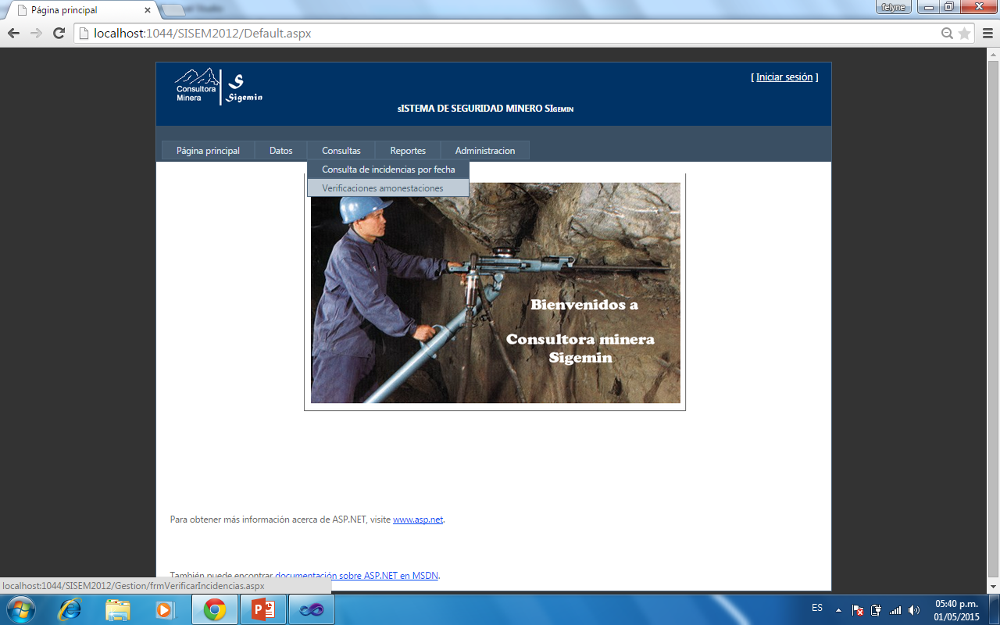 Página principal
felyne
localhost:1044/SISEM2012/Default.aspx
Consultora
Minera
S
Sigemin
[ Iniciar sesión ]
sISTEMA DE SEGURIDAD MINERO SIGEMIN
Página principal
Datos
Consultas
Reportes
Administracion
Consulta de incidencias por fecha
Verificaciones amonestaciones
Bienvenidos a
Consultora minera
Sigemin
Para obtener más información acerca de ASP.NET, visite www.asp.net.
También puede encontrar documentación sobre ASP.NET en MSDN.
localhost:1044/SISEM2012/Gestion/frmVerificarIncidencias.aspx
ES
05:40 p.m.
01/05/2015